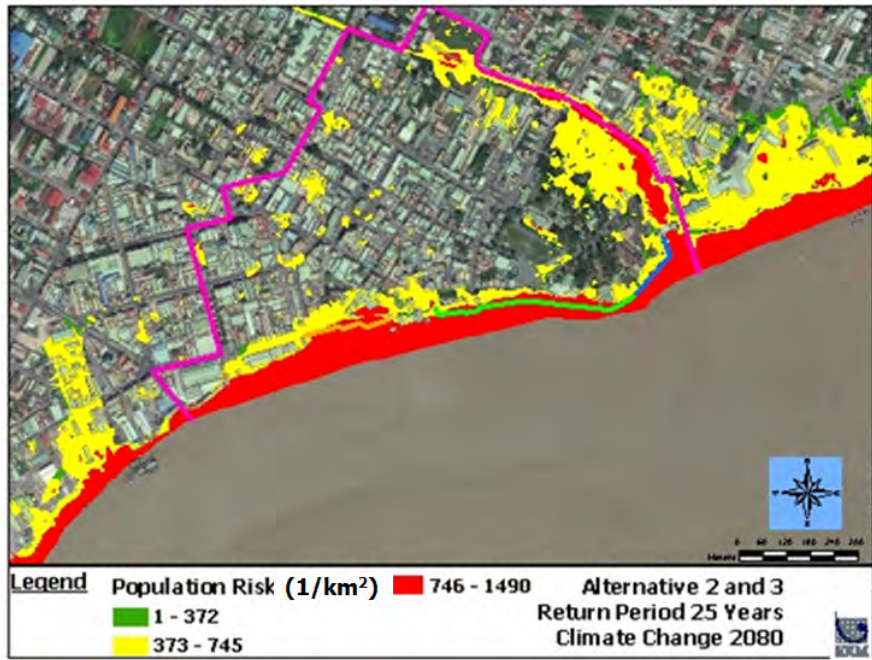 Legend
Population Risk (1/km²)
1 - 372
373 - 745
746 - 1490
Alternative 2 and 3
Return Period 25 Years
Climate Change 2080